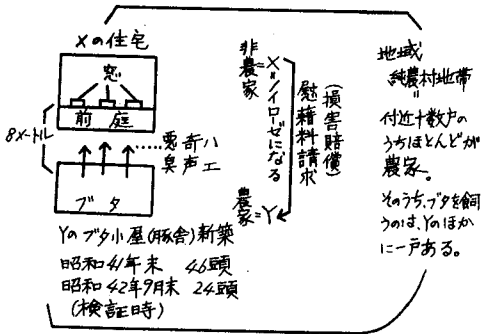 Xの住宅
窓
前庭
8メートル
悪臭
奇声
ハエ
ブタ
Yのブタ小屋(豚舎)新築
昭和41年末 46頭
昭和42年9月末 24頭
(検証時)
非農家=X=ノイローゼになる
慰藉料請求
(損害賠償)
農家=Y
地域
=
純農村地帯
付近十数戸の
うちほとんどが
農家。
そのうち、ブタを飼
うのは、Yのほか
に一戸ある。